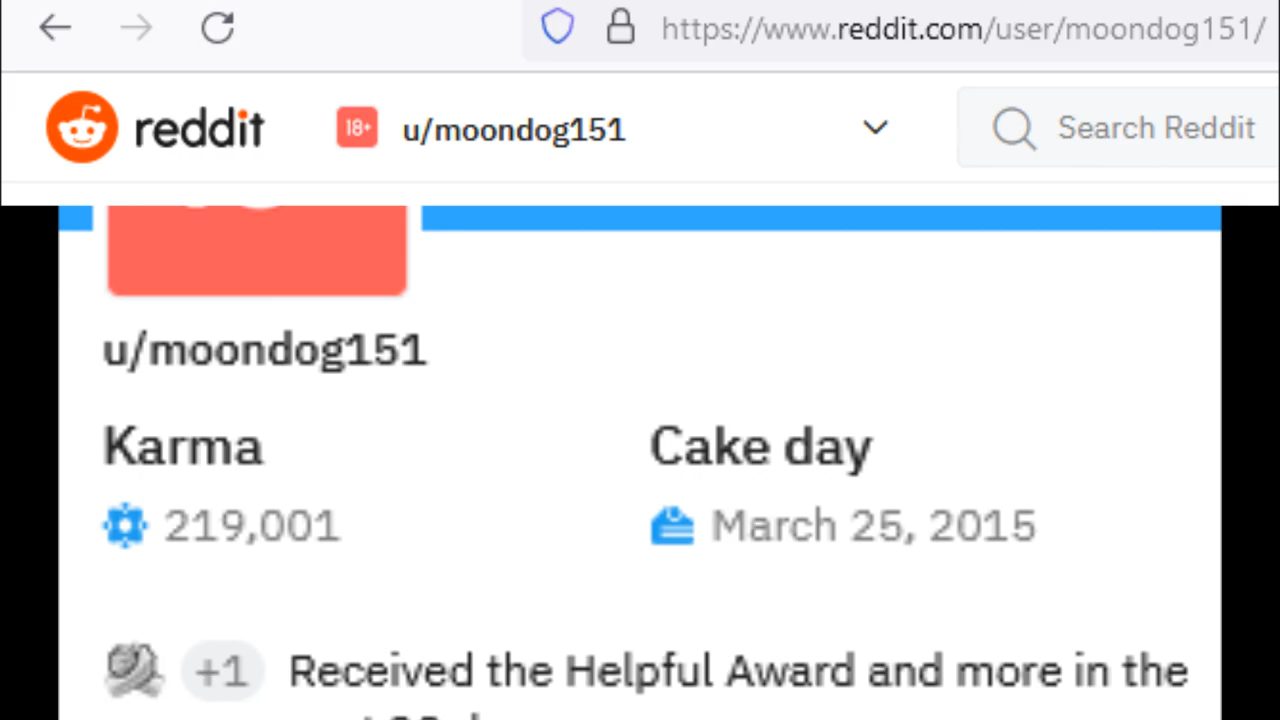 https://www.reddit.com/user/moondog151/
reddit
18+
u/moondog151
Search Reddit
u/moondog151
Karma
Cake day
219,001
March 25, 2015
+1
Received the Helpful Award and more in the